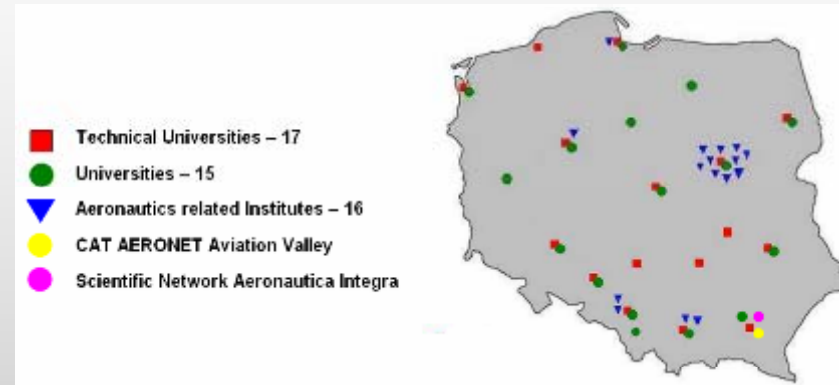 Technical Universities – 17
Universities – 15
Aeronautics related Institutes – 16
CAT AERONET Aviation Valley
Scientific Network Aeronautica Integra